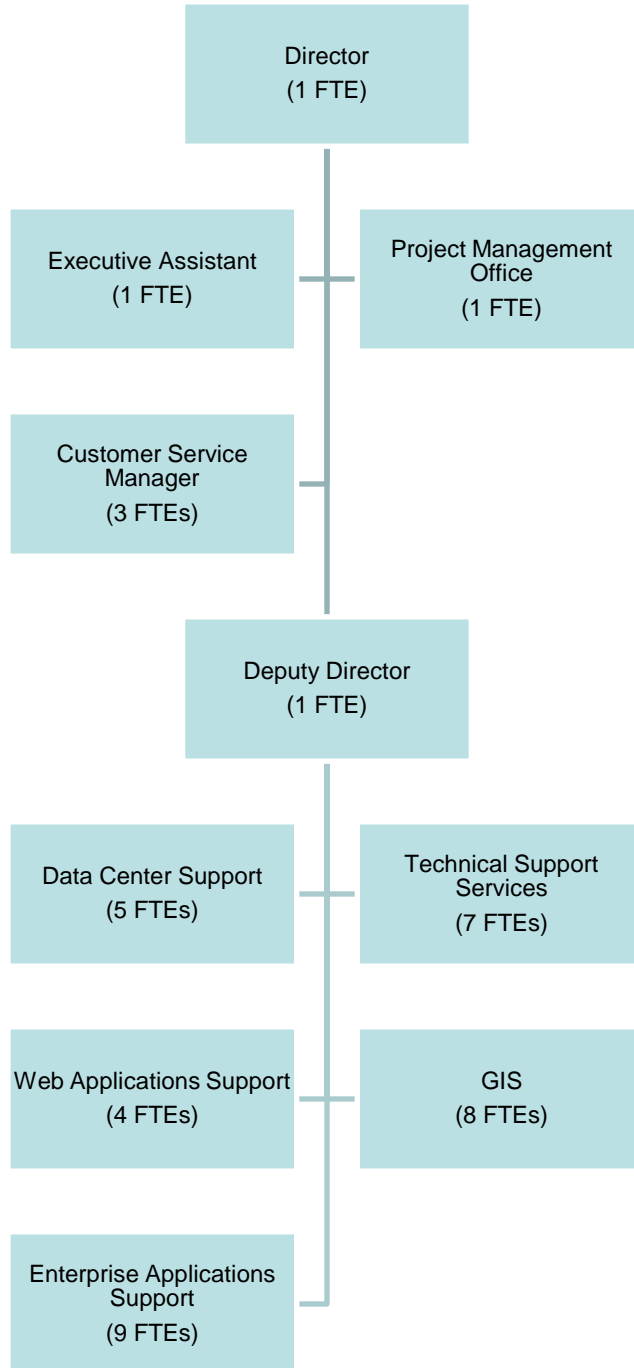 Director
(1 FTE)
Executive Assistant
(1 FTE)
Project Management
Office
(1 FTE)
Customer Service
Manager
(3 FTEs)
Deputy Director
(1 FTE)
Data Center Support
(5 FTEs)
Technical Support
Services
(7 FTEs)
Web Applications Support
(4 FTEs)
GIS
(8 FTEs)
Enterprise Applications
Support
(9 FTEs)